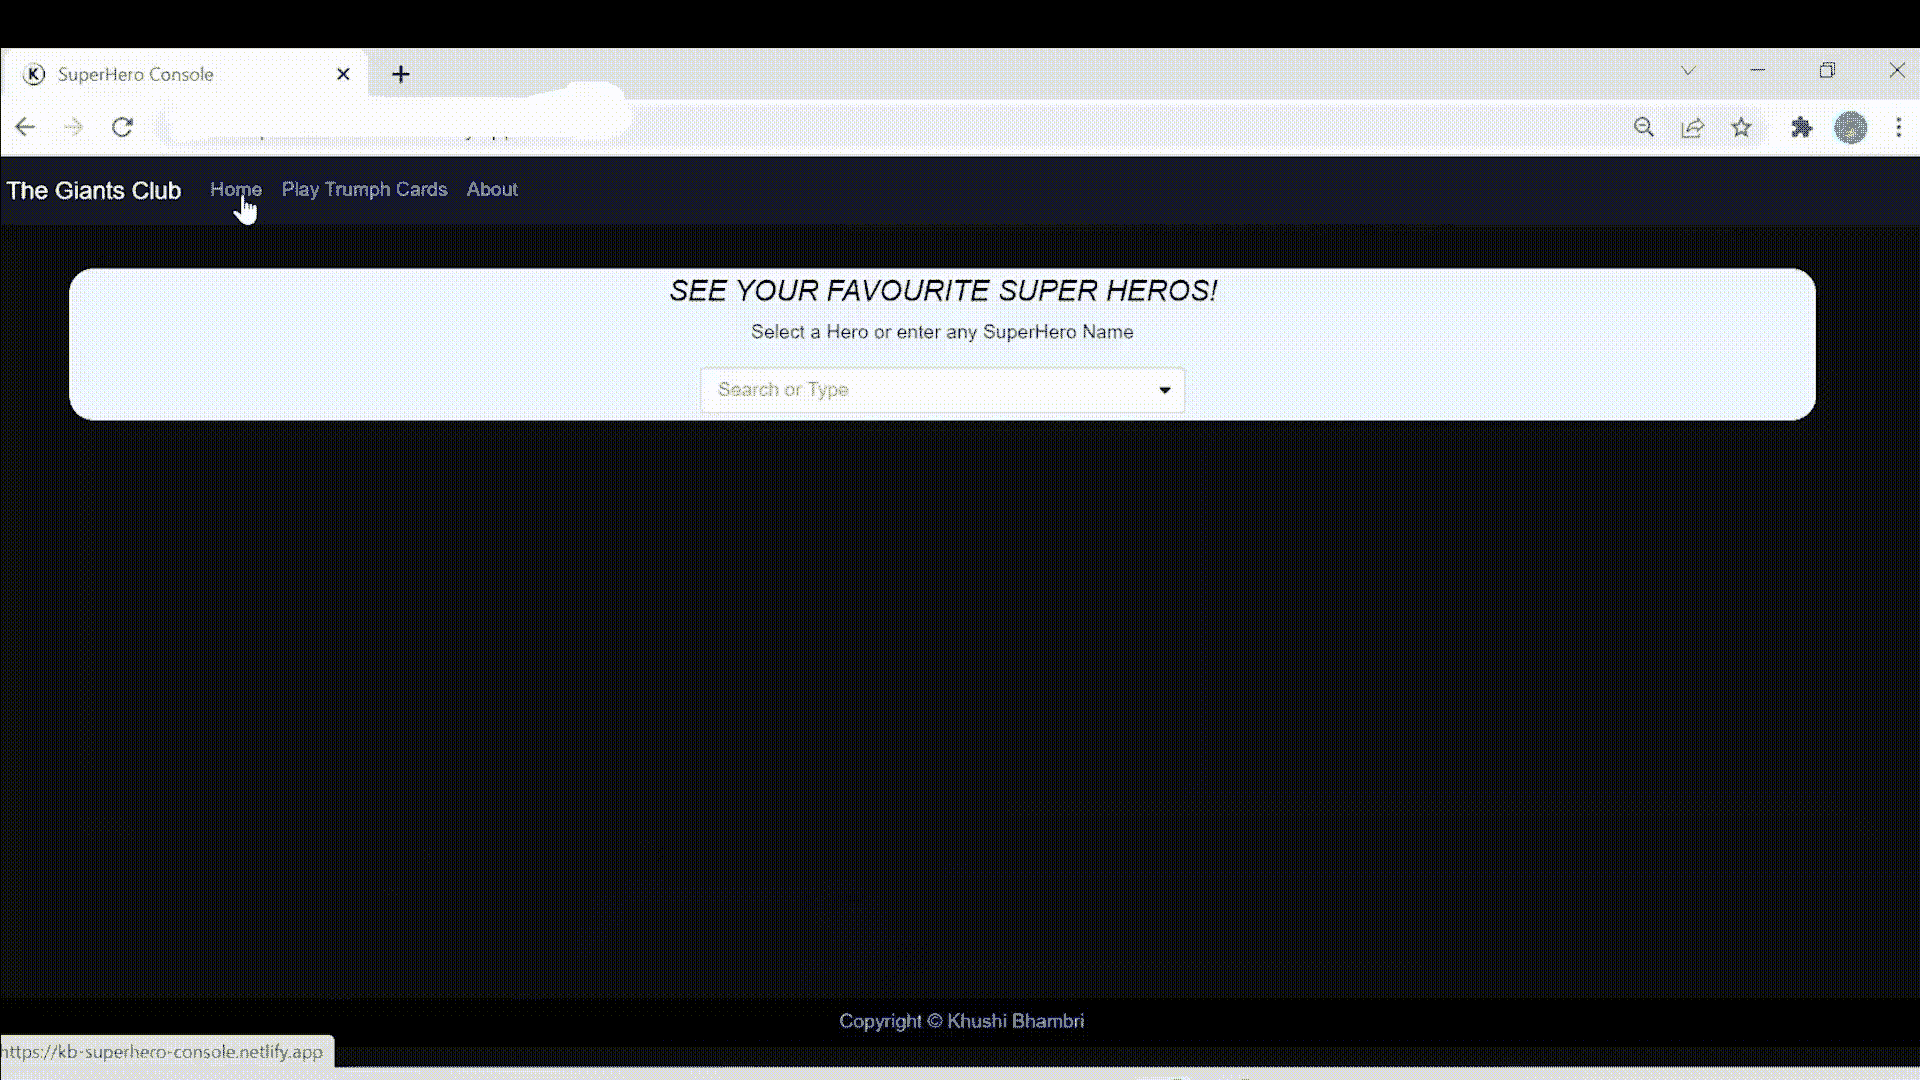 K SuperHero Console
The Giants Club Home Play Trumph Cards About
SEE YOUR FAVOURITE SUPER HEROS!
Select a Hero or enter any SuperHero Name
Search or Type
Copyright © Khushi Bhambri
https://kb-superhero-console.netlify.app